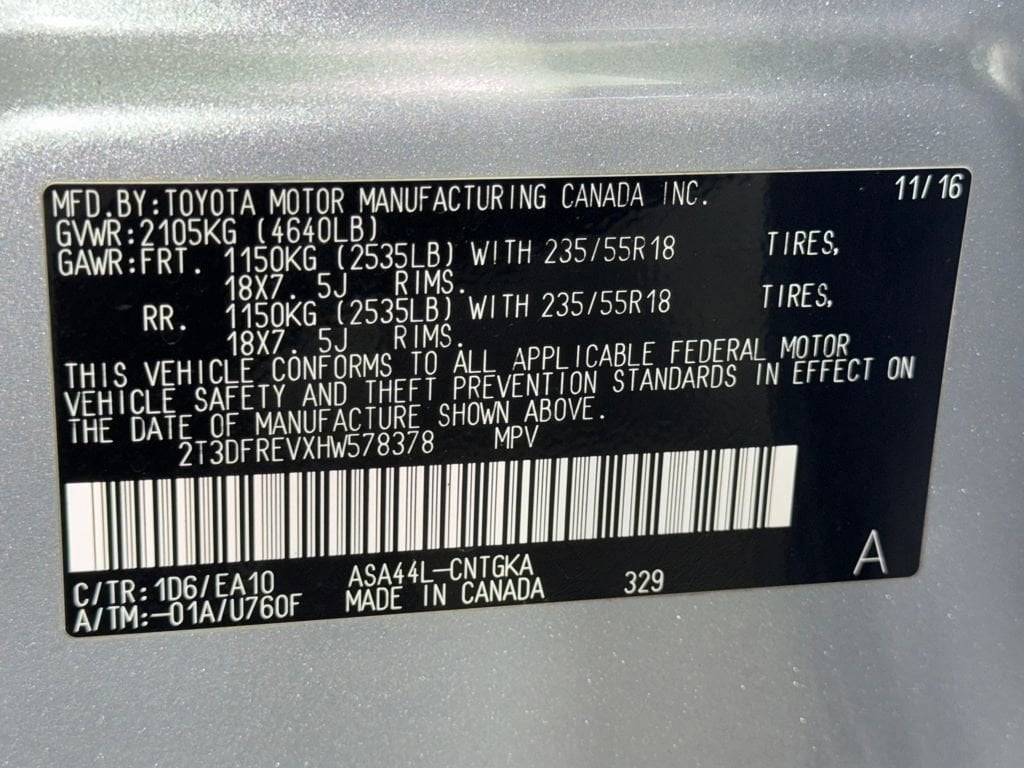 MFD.BY:TOYOTA MOTOR MANUFACTURING CANADA INC. 11/16
GVWR:2105KG (4640LB)
GAWR:FRT. 1150KG (2535LB) WITH 235/55R18 TIRES,
18X7.5J RIMS.
RR. 1150KG (2535LB) WITH 235/55R18 TIRES,
18X7.5J RIMS.
THIS VEHICLE CONFORMS TO ALL APPLICABLE FEDERAL MOTOR
VEHICLE SAFETY AND THEFT PREVENTION STANDARDS IN EFFECT ON
THE DATE OF MANUFACTURE SHOWN ABOVE.
2T3DFREVXHW578378 MPV
C/TR:1D6/EA10 ASA44L-CNTGKA 329 A
A/TM:-01A/U760F MADE IN CANADA